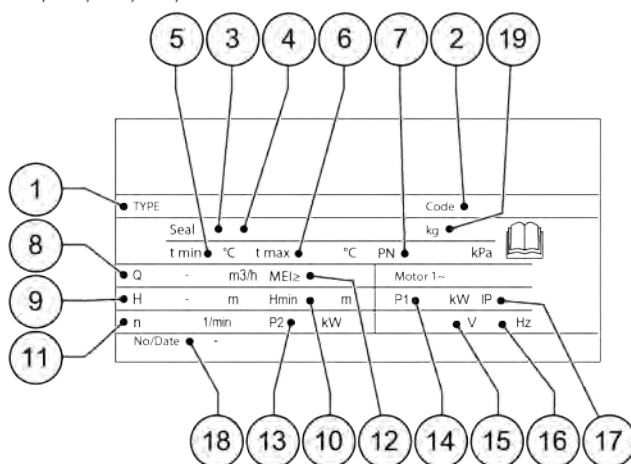 5 3 4 6 7 2 19
1 TYPE Code
Seal kg
t min °C t max °C PN kPa
8 Q - m3/h MEI≥ Motor 1~
9 H - m Hmin m P1 kW IP
11 n 1/min P2 kW V Hz
No/Date -
18 13 10 12 14 15 16 17